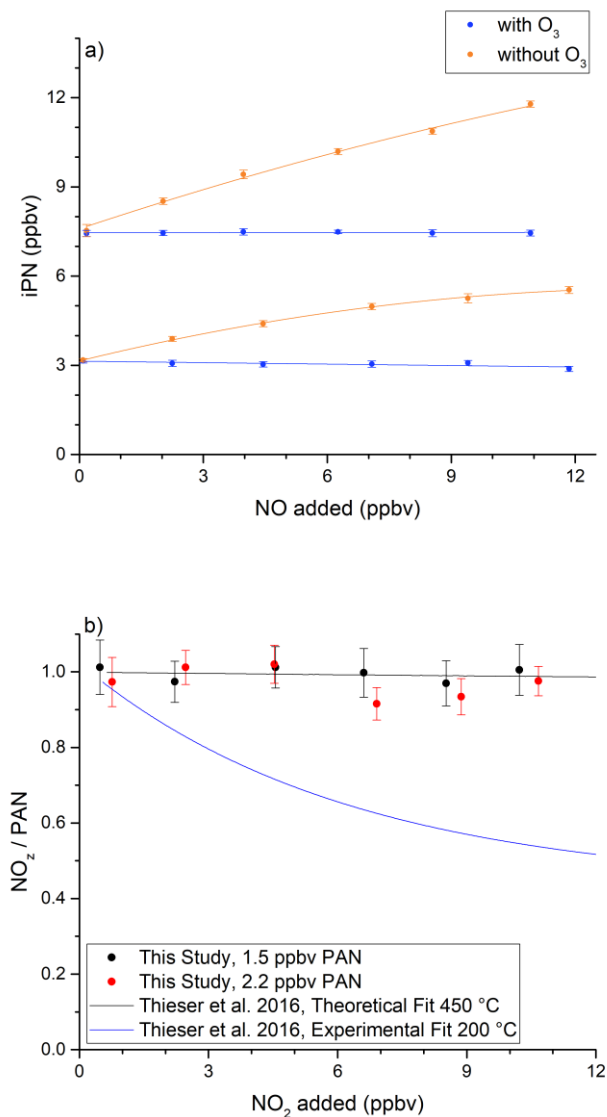 a)
with O₃
without O₃
12
9
6
3
0
iPN (ppbv)
0 3 6 9 12
NO added (ppbv)
b)
1.0
0.8
0.6
0.4
0.2
0.0
NO_z / PAN
This Study, 1.5 ppbv PAN
This Study, 2.2 ppbv PAN
Thieser et al. 2016, Theoretical Fit 450 °C
Thieser et al. 2016, Experimental Fit 200 °C
0 3 6 9 12
NO₂ added (ppbv)